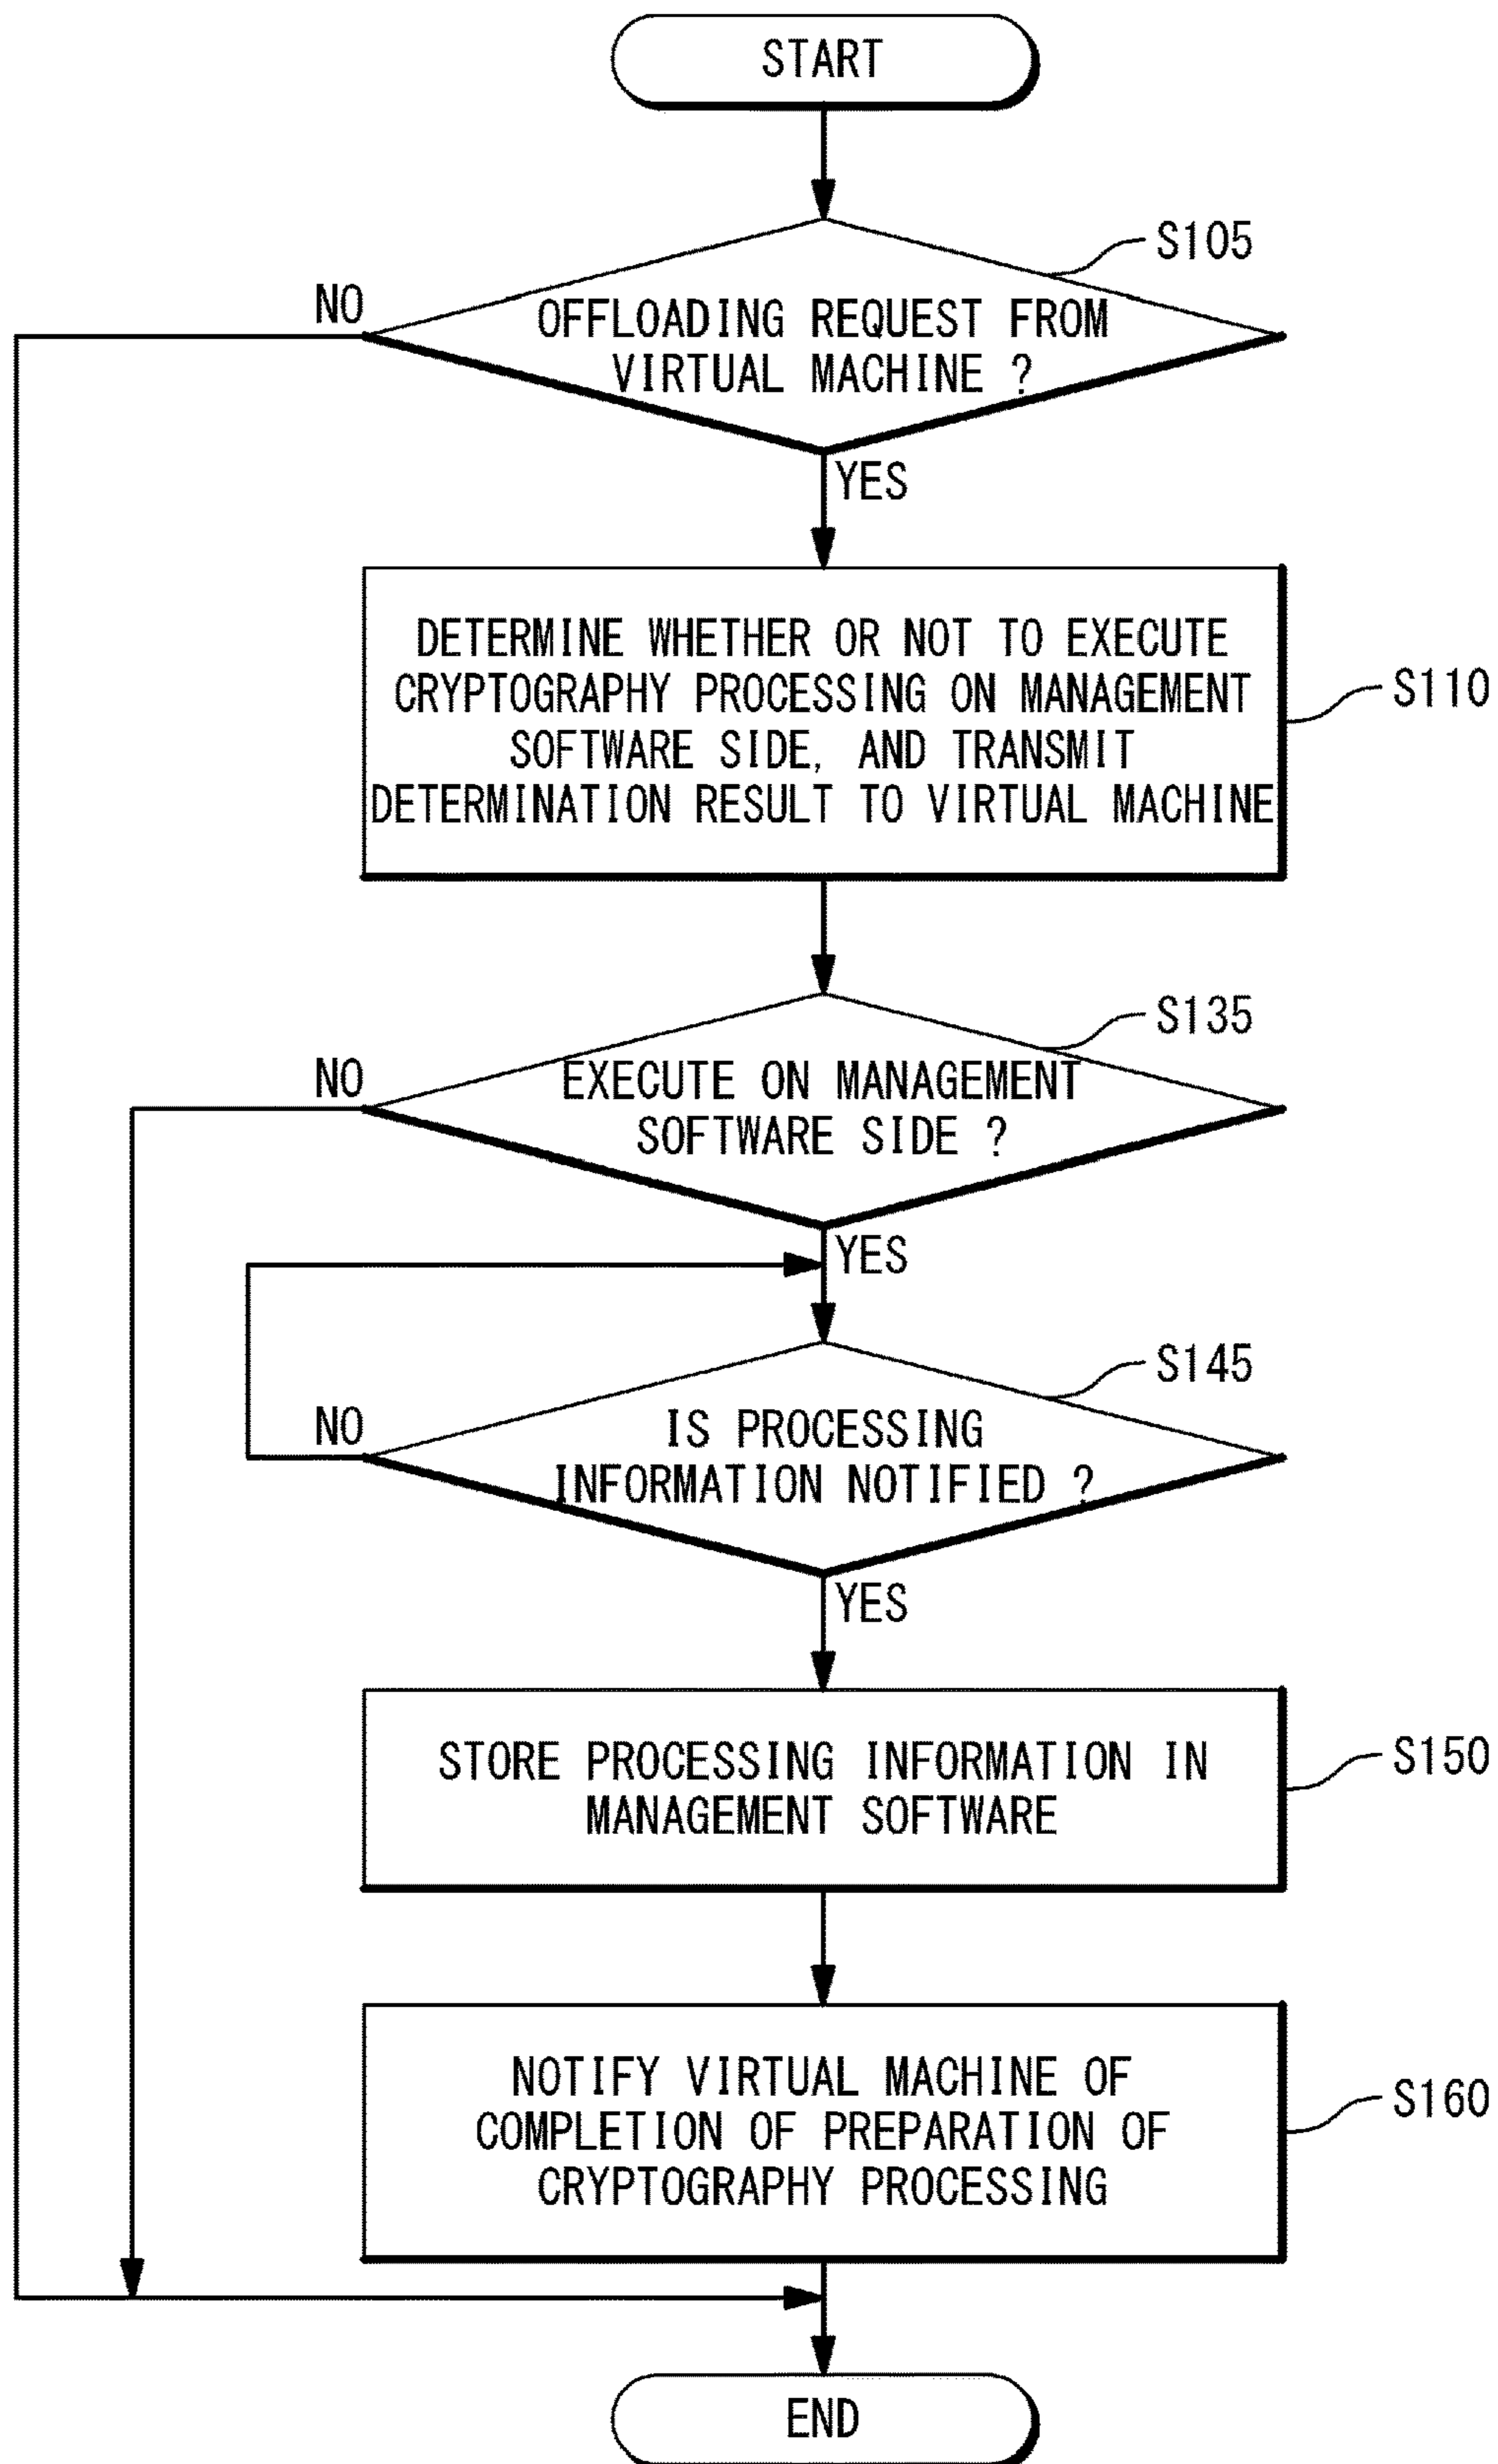 START
S105
NO
OFFLOADING REQUEST FROM
VIRTUAL MACHINE ?
YES
DETERMINE WHETHER OR NOT TO EXECUTE
CRYPTOGRAPHY PROCESSING ON MANAGEMENT
SOFTWARE SIDE, AND TRANSMIT
DETERMINATION RESULT TO VIRTUAL MACHINE
S110
S135
NO
EXECUTE ON MANAGEMENT
SOFTWARE SIDE ?
YES
S145
NO
IS PROCESSING
INFORMATION NOTIFIED ?
YES
STORE PROCESSING INFORMATION IN
MANAGEMENT SOFTWARE
S150
NOTIFY VIRTUAL MACHINE OF
COMPLETION OF PREPARATION OF
CRYPTOGRAPHY PROCESSING
S160
END